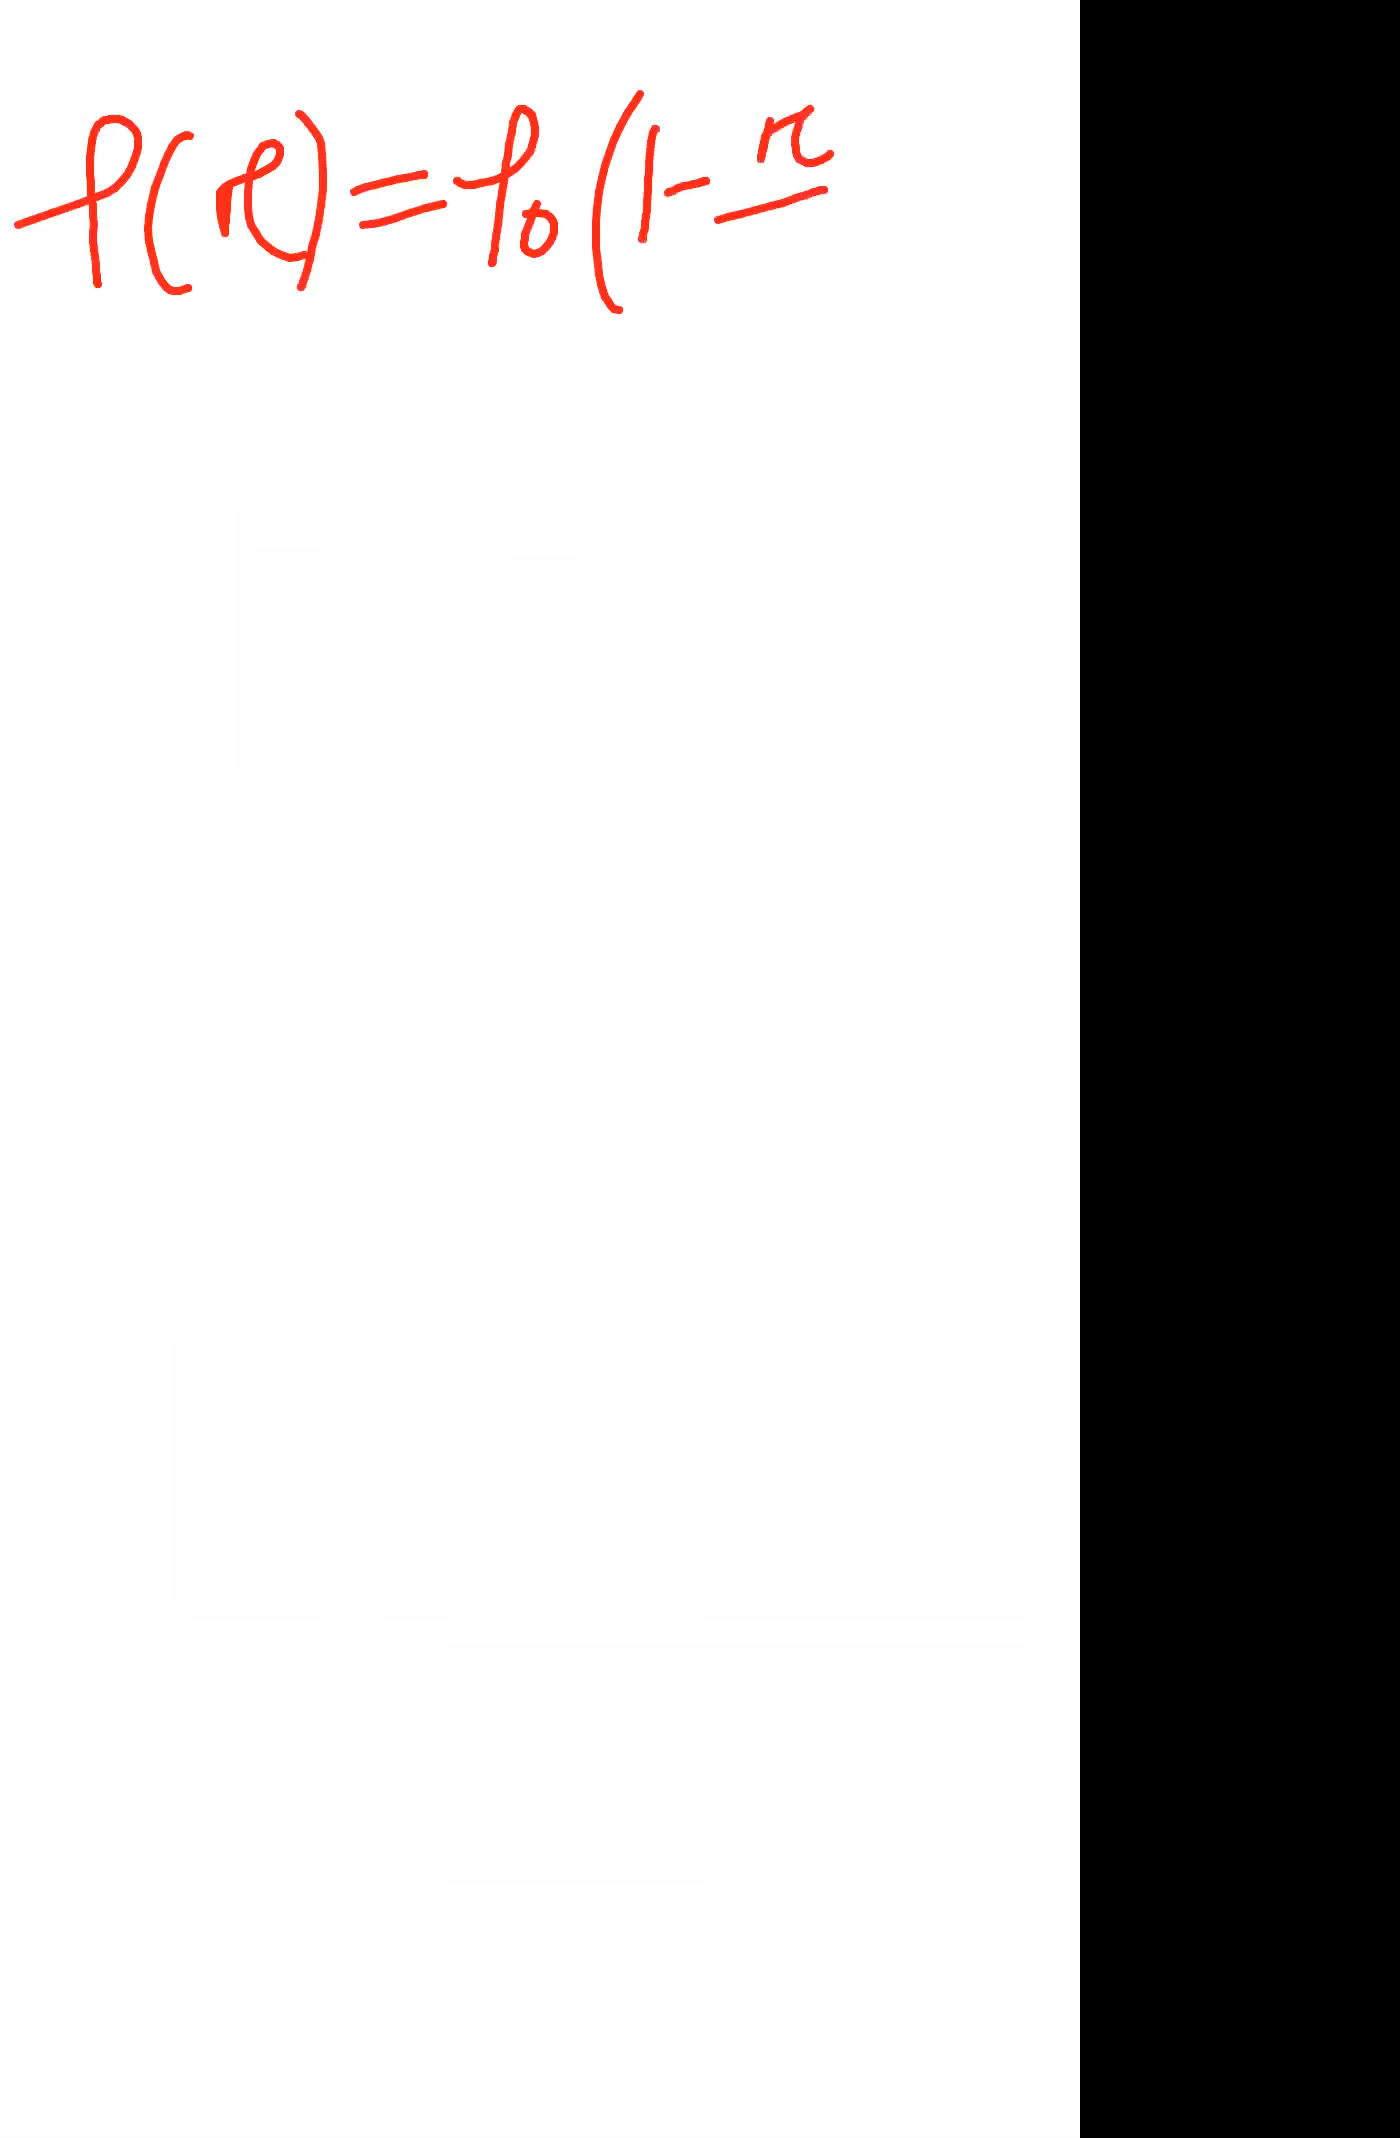 ρ(r) = ρ₀ (1 - r/